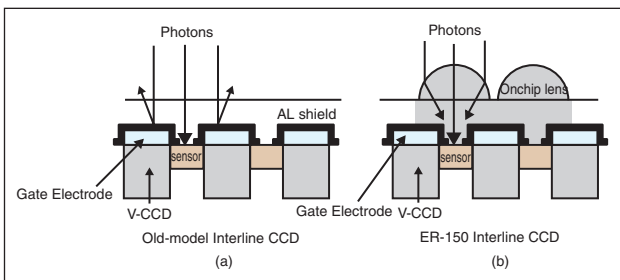 Photons
AL shield
sensor
Gate Electrode
V-CCD
Old-model Interline CCD
(a)
Photons
Onchip lens
sensor
Gate Electrode
V-CCD
ER-150 Interline CCD
(b)